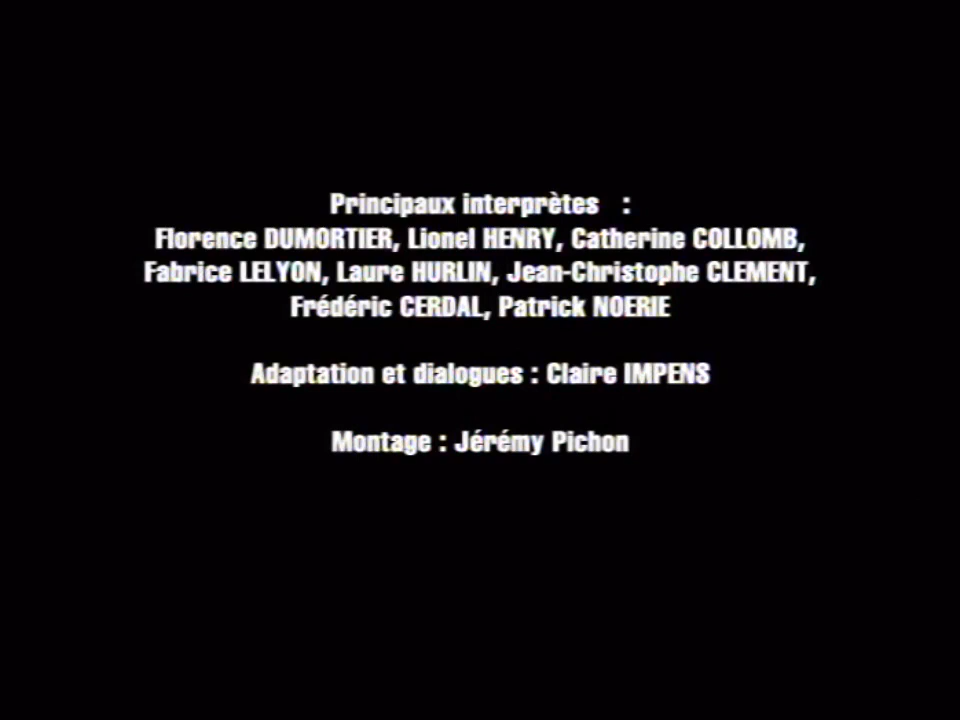 Principaux interprètes :
Florence DUMORTIER, Lionel HENRY, Catherine COLLOMB,
Fabrice LELYON, Laure HURLIN, Jean-Christophe CLEMENT,
Frédéric CERDAL, Patrick NOERIE
Adaptation et dialogues : Claire IMPENS
Montage : Jérémy Pichon